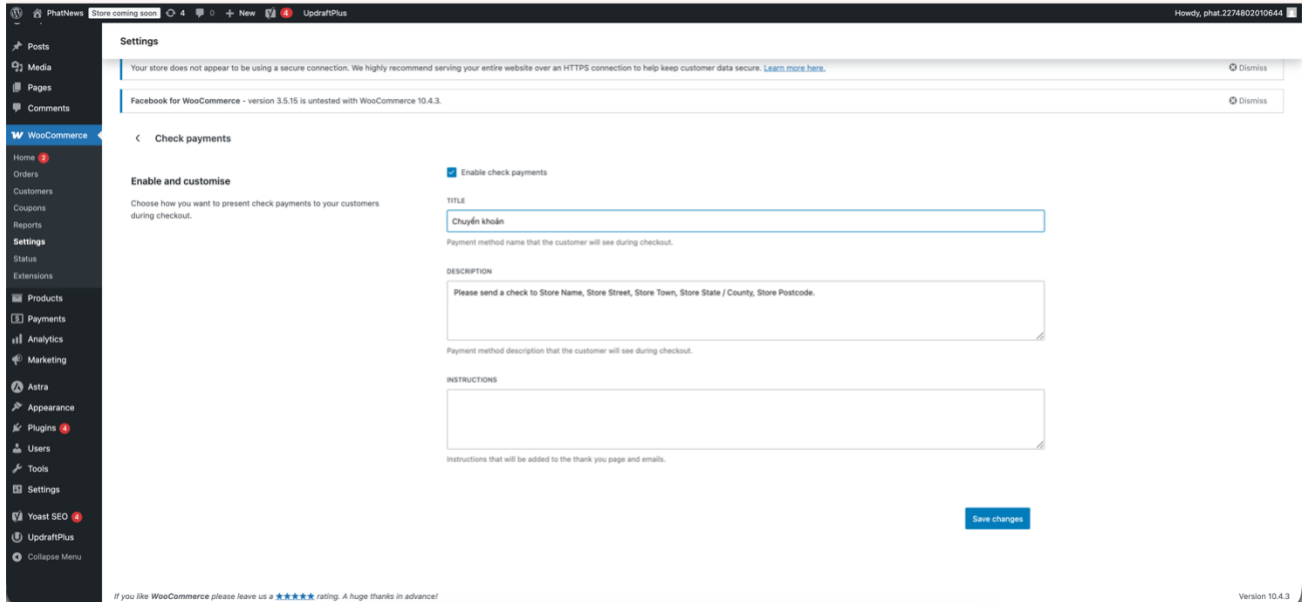 PhatNews
Store coming soon
4
0
New
4
UpdraftPlus
Howdy, phat.2274802010644
Posts
Media
Pages
Comments
WooCommerce
Home 2
Orders
Customers
Coupons
Reports
Settings
Status
Extensions
Products
Payments
Analytics
Marketing
Astra
Appearance
Plugins 4
Users
Tools
Settings
Yoast SEO 4
UpdraftPlus
Collapse Menu
Settings
Your store does not appear to be using a secure connection. We highly recommend serving your entire website over an HTTPS connection to help keep customer data secure. Learn more here.
Dismiss
Facebook for WooCommerce - version 3.5.15 is untested with WooCommerce 10.4.3.
Dismiss
Check payments
Enable and customise
Choose how you want to present check payments to your customers
during checkout.
Enable check payments
TITLE
Chuyển khoản
Payment method name that the customer will see during checkout.
DESCRIPTION
Please send a check to Store Name, Store Street, Store Town, Store State / County, Store Postcode.
Payment method description that the customer will see during checkout.
INSTRUCTIONS
Instructions that will be added to the thank you page and emails.
Save changes
If you like WooCommerce please leave us a ★★★★★ rating. A huge thanks in advance!
Version 10.4.3